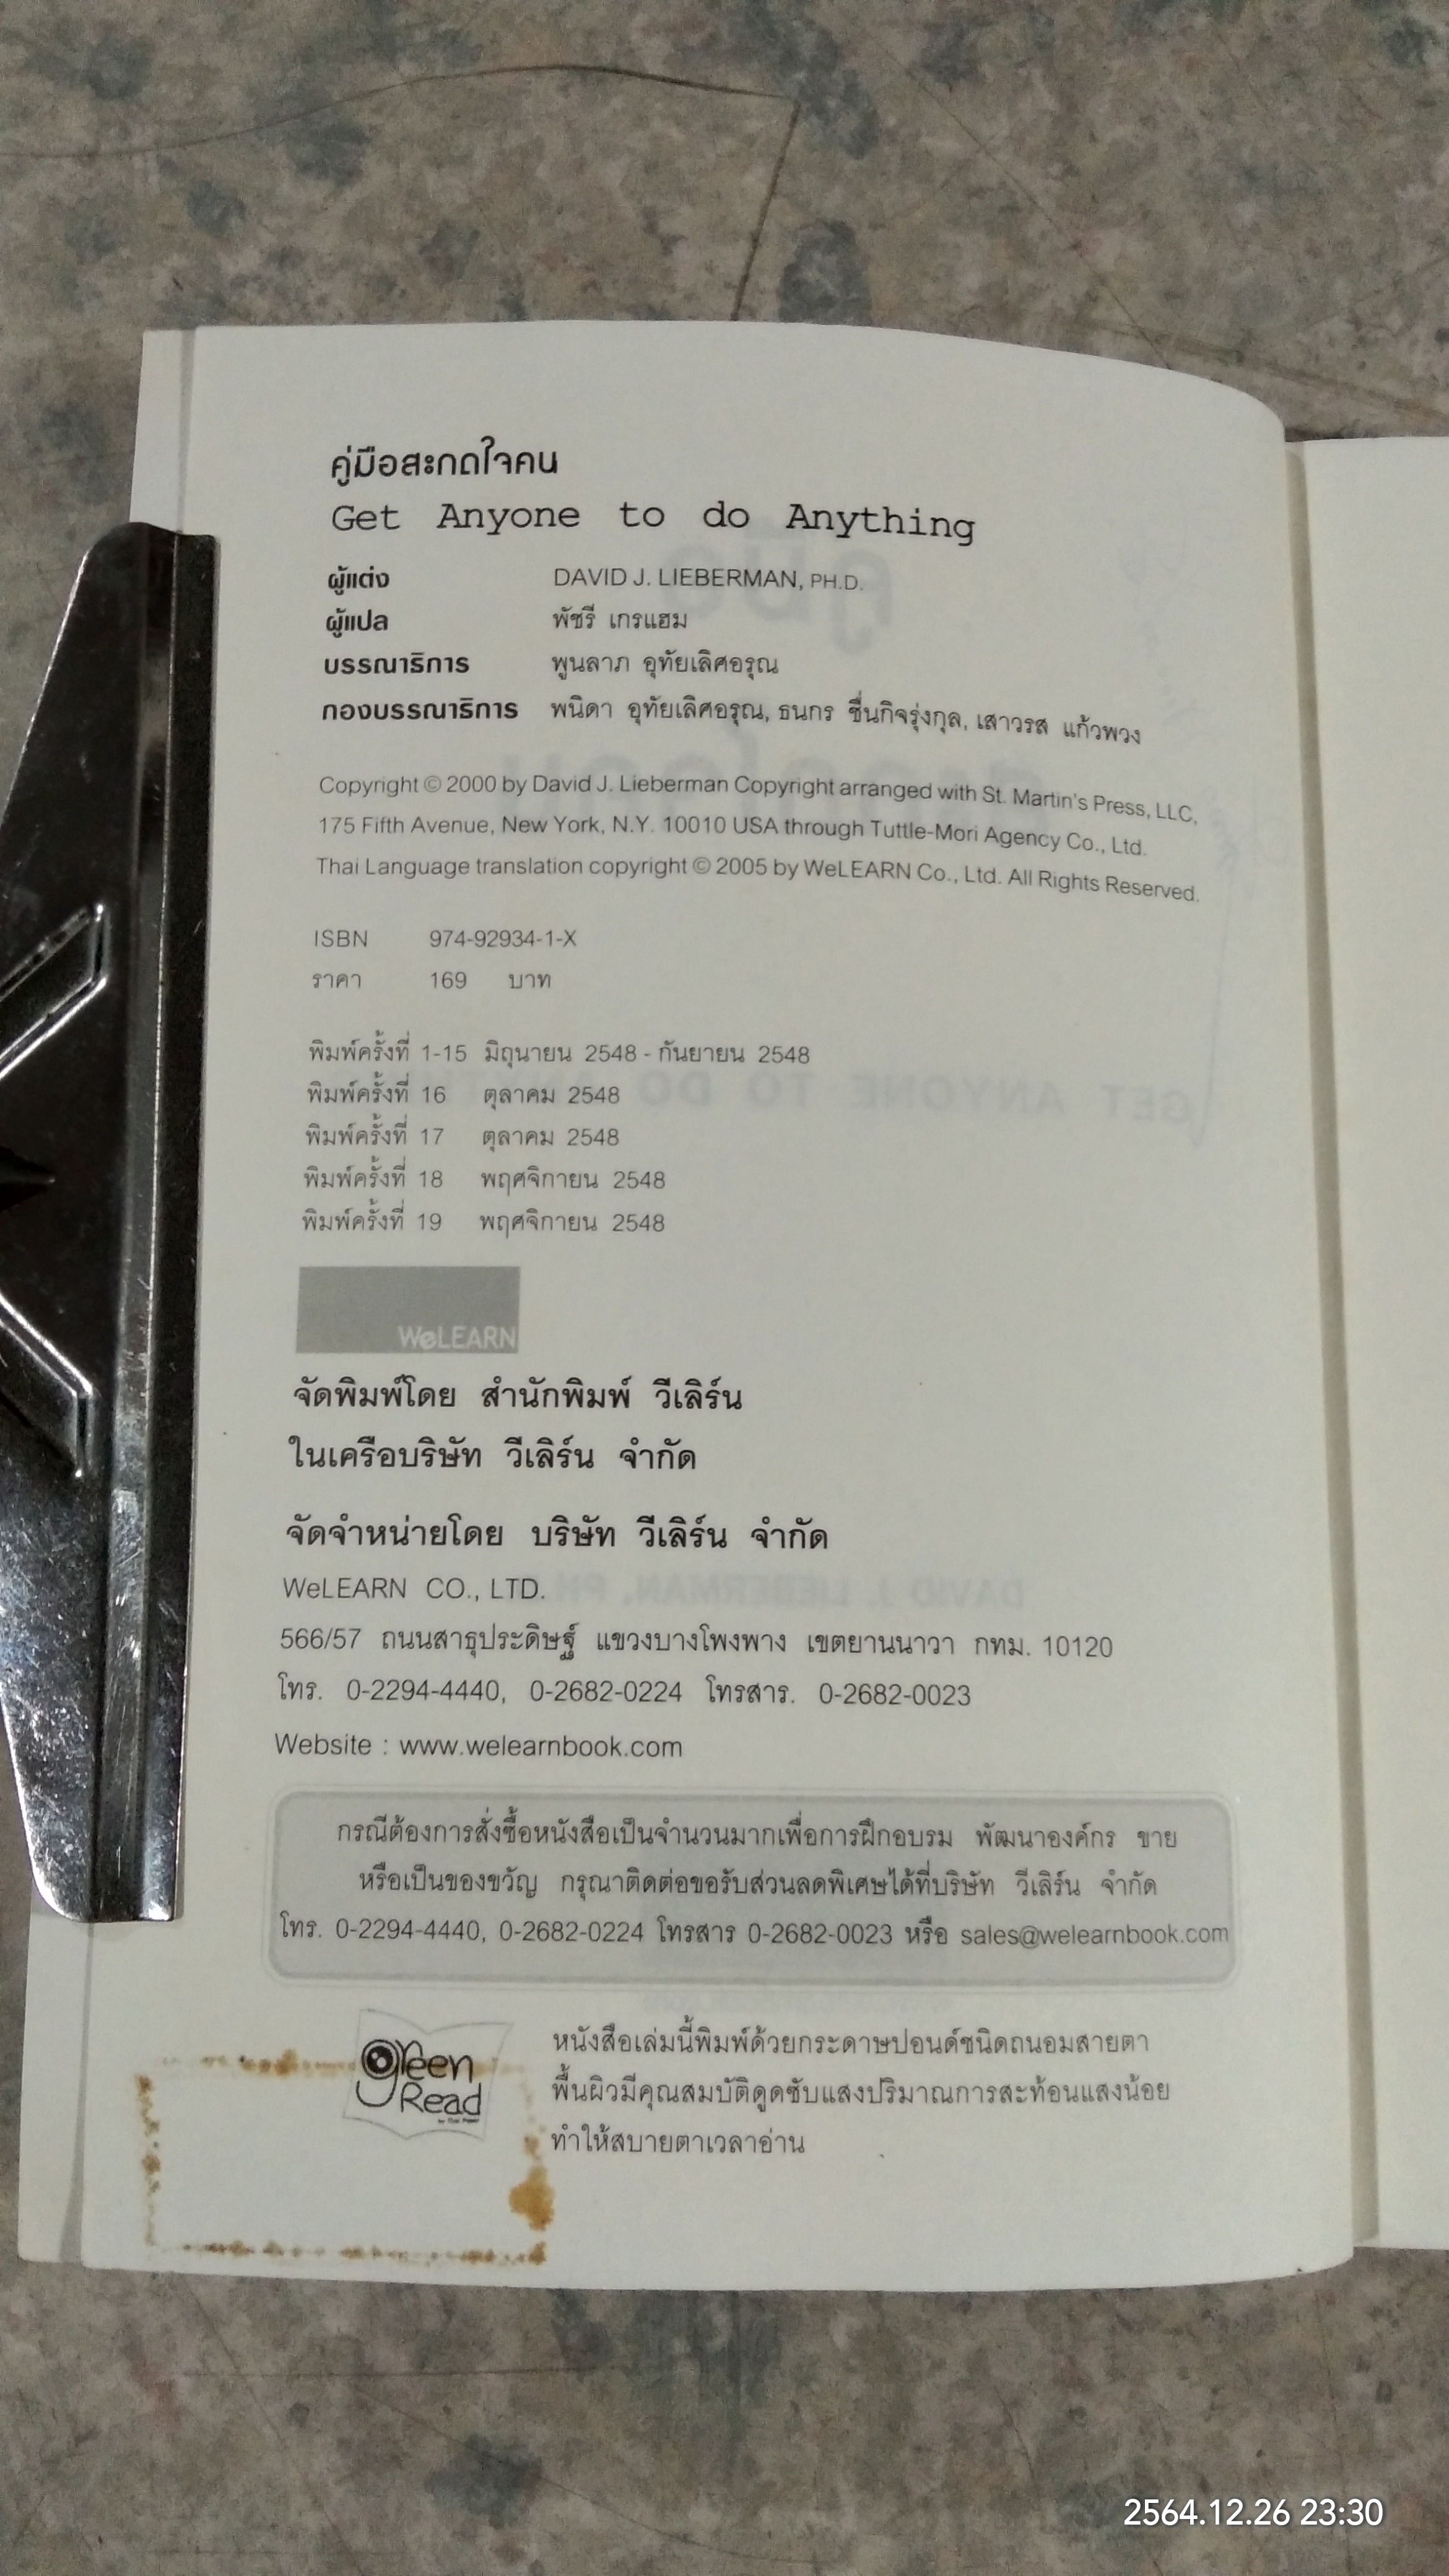 คู่มือสะกดใจคน
Get Anyone to do Anything
ผู้แต่ง DAVID J. LIEBERMAN, PH.D.
ผู้แปล พัชรี เกรแฮม
บรรณาธิการ พูนลาภ อุทัยเลิศอรุณ
กองบรรณาธิการ พนิดา อุทัยเลิศอรุณ, ธนกร ชื่นกิจรุ่งกุล, เสาวรส แก้วพวง
Copyright © 2000 by David J. Lieberman Copyright arranged with St. Martin's Press, LLC,
175 Fifth Avenue, New York, N.Y. 10010 USA through Tuttle-Mori Agency Co., Ltd.
Thai Language translation copyright © 2005 by WeLEARN Co., Ltd. All Rights Reserved.
ISBN 974-92934-1-X
ราคา 169 บาท
พิมพ์ครั้งที่ 1-15 มิถุนายน 2548 - กันยายน 2548
พิมพ์ครั้งที่ 16 ตุลาคม 2548
พิมพ์ครั้งที่ 17 ตุลาคม 2548
พิมพ์ครั้งที่ 18 พฤศจิกายน 2548
พิมพ์ครั้งที่ 19 พฤศจิกายน 2548
WeLEARN
จัดพิมพ์โดย สำนักพิมพ์ วีเลิร์น
ในเครือบริษัท วีเลิร์น จำกัด
จัดจำหน่ายโดย บริษัท วีเลิร์น จำกัด
WeLEARN CO., LTD.
566/57 ถนนสาธุประดิษฐ์ แขวงบางโพงพาง เขตยานนาวา กทม. 10120
โทร. 0-2294-4440, 0-2682-0224 โทรสาร. 0-2682-0023
Website : www.welearnbook.com
กรณีต้องการสั่งซื้อหนังสือเป็นจำนวนมากเพื่อการฝึกอบรม พัฒนาองค์กร ขาย
หรือเป็นของขวัญ กรุณาติดต่อขอรับส่วนลดพิเศษได้ที่บริษัท วีเลิร์น จำกัด
โทร. 0-2294-4440, 0-2682-0224 โทรสาร 0-2682-0023 หรือ sales@welearnbook.com
green
Read
หนังสือเล่มนี้พิมพ์ด้วยกระดาษปอนด์ชนิดถนอมสายตา
พื้นผิวมีคุณสมบัติดูดซับแสงปริมาณการสะท้อนแสงน้อย
ทำให้สบายตาเวลาอ่าน
2564.12.26 23:30